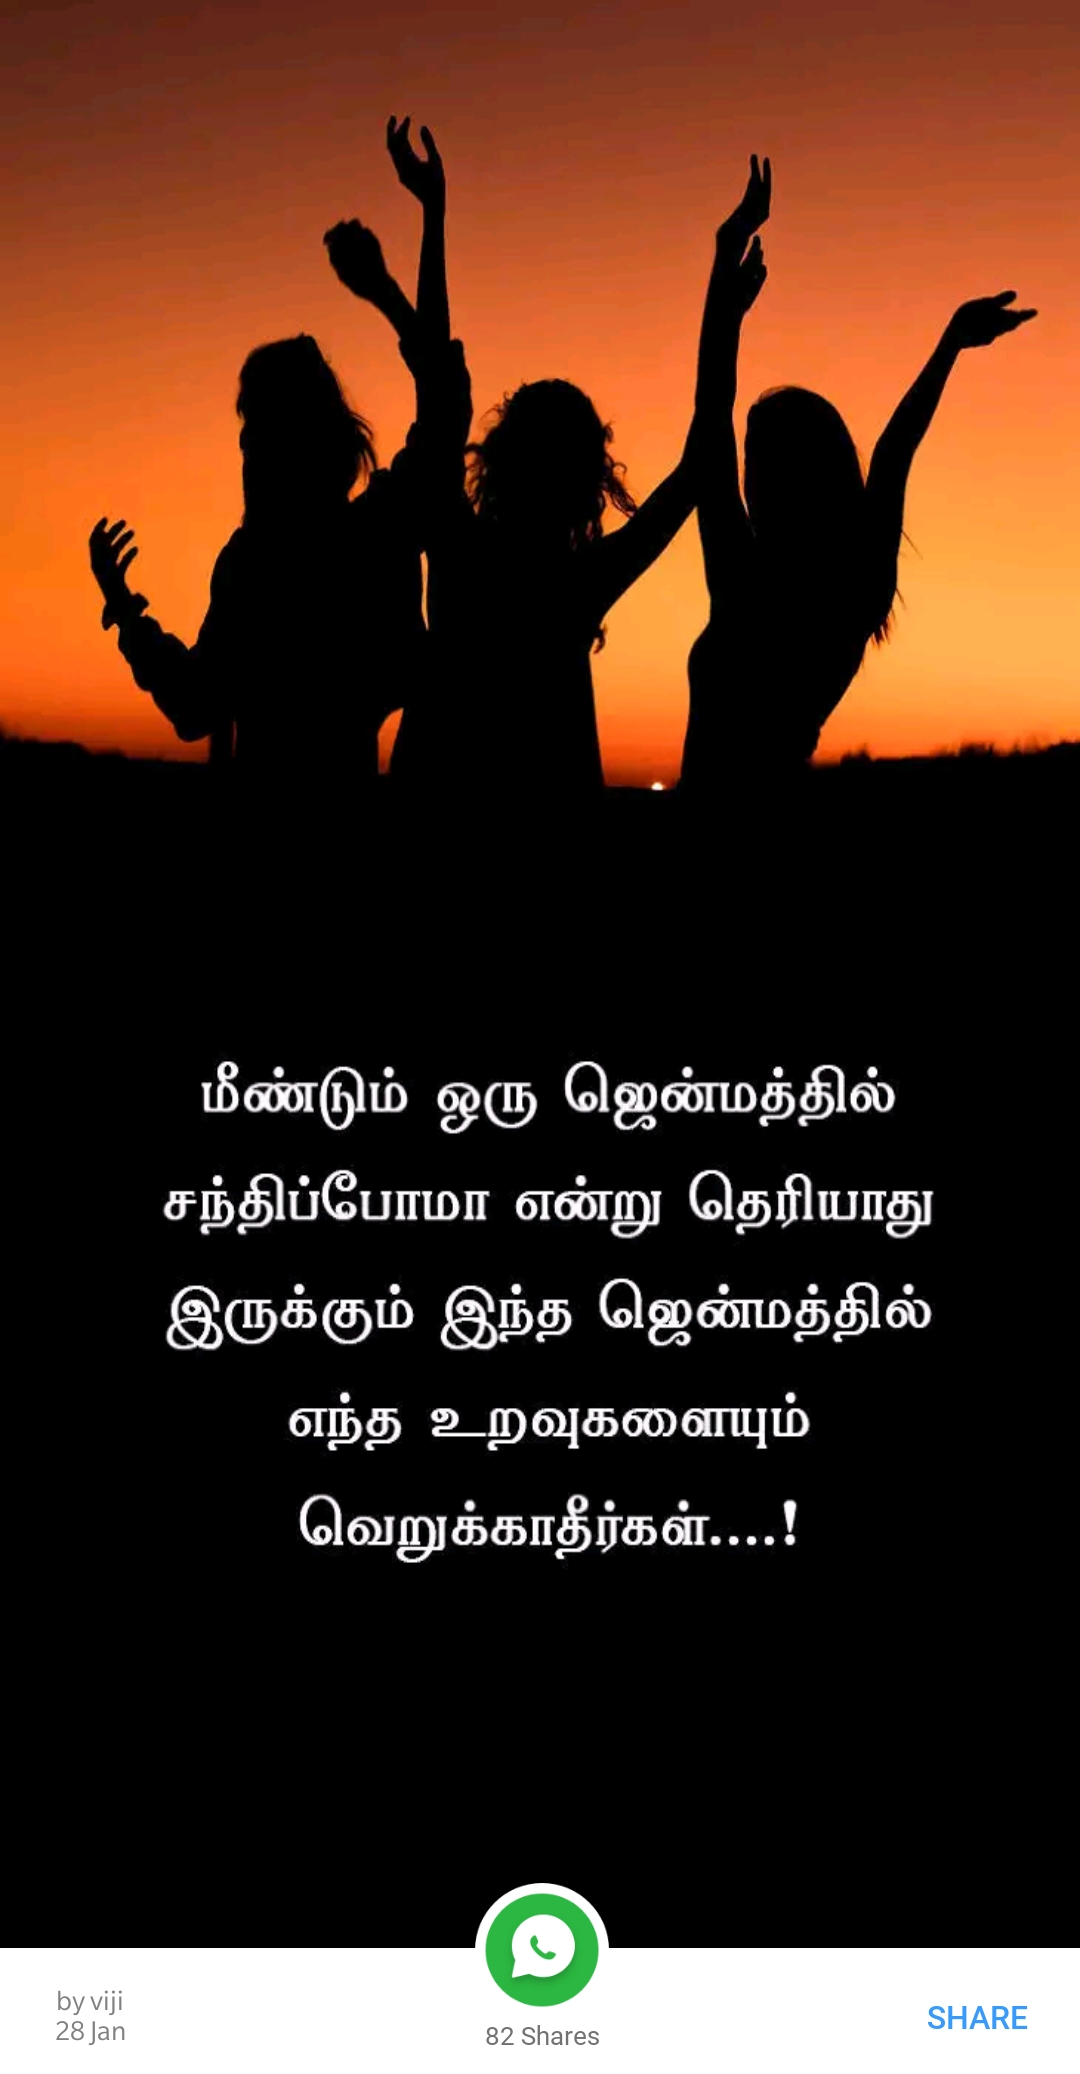 மீண்டும் ஒரு ஜென்மத்தில்
சந்திப்போமா என்று தெரியாது
இருக்கும் இந்த ஜென்மத்தில்
எந்த உறவுகளையும்
வெறுக்காதீர்கள்....!
by viji
28 Jan
82 Shares
SHARE